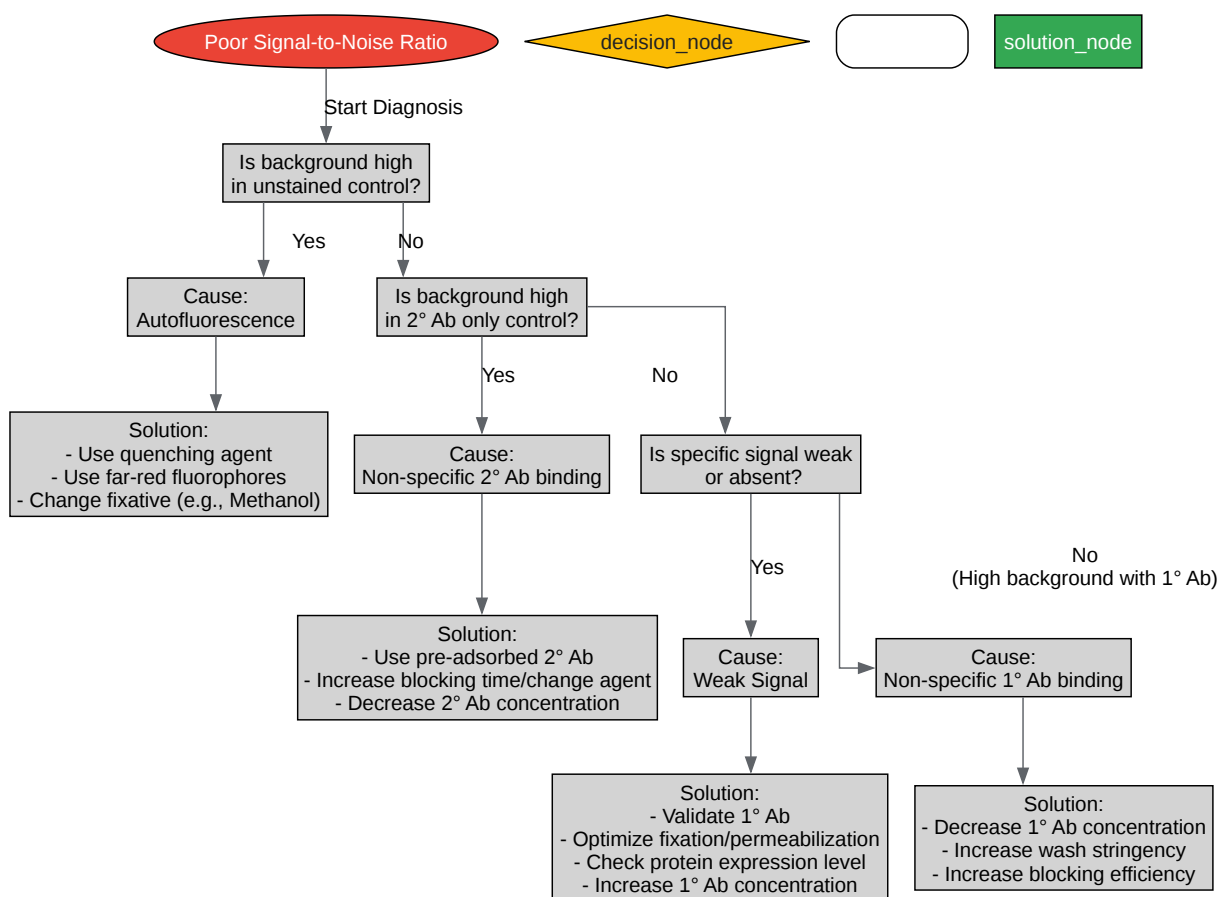 Poor Signal-to-Noise Ratio
decision_node
solution_node
Start Diagnosis
Is background high
in unstained control?
Yes
No
Cause:
Autofluorescence
Is background high
in 2° Ab only control?
Yes
No
Solution:
- Use quenching agent
- Use far-red fluorophores
- Change fixative (e.g., Methanol)
Cause:
Non-specific 2° Ab binding
Is specific signal weak
or absent?
Yes
No
(High background with 1° Ab)
Solution:
- Use pre-adsorbed 2° Ab
- Increase blocking time/change agent
- Decrease 2° Ab concentration
Cause:
Weak Signal
Cause:
Non-specific 1° Ab binding
Solution:
- Validate 1° Ab
- Optimize fixation/permeabilization
- Check protein expression level
- Increase 1° Ab concentration
Solution:
- Decrease 1° Ab concentration
- Increase wash stringency
- Increase blocking efficiency